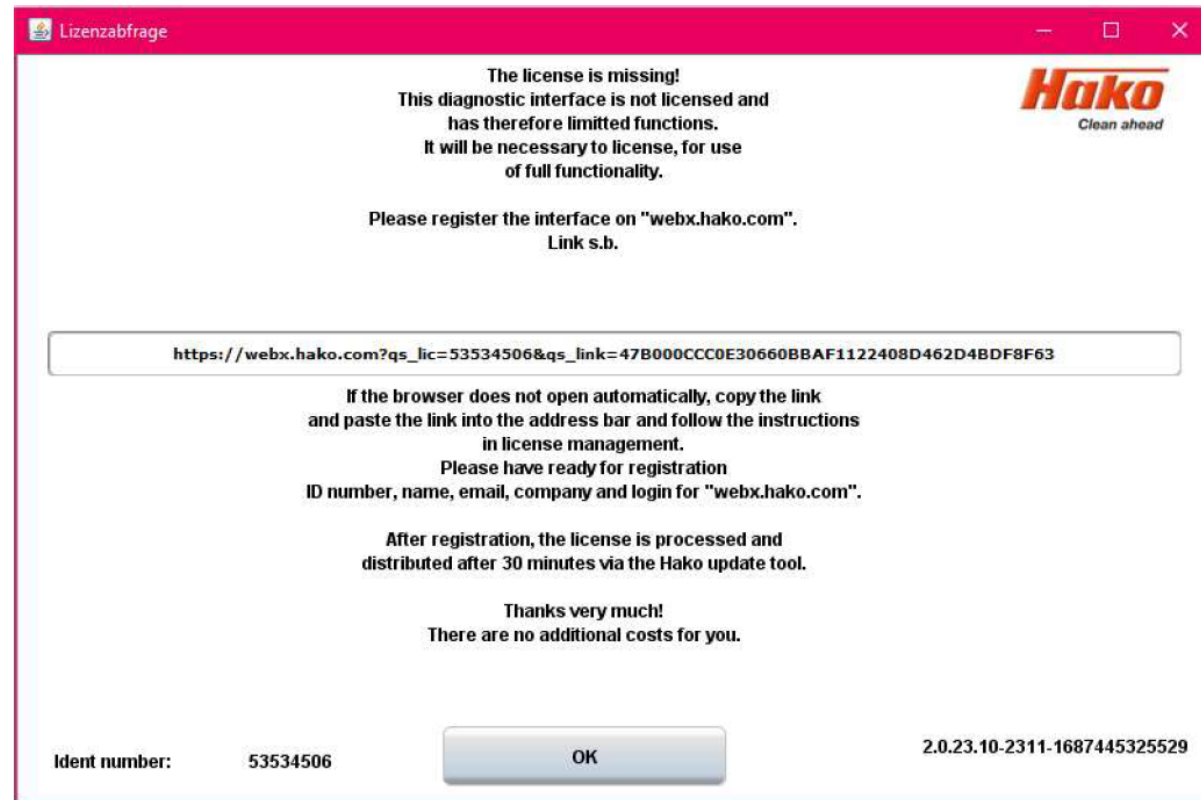 Lizenzabfrage
The license is missing!
This diagnostic interface is not licensed and
has therefore limitted functions.
It will be necessary to license, for use
of full functionality.
Hako
Clean ahead
Please register the interface on "webx.hako.com".
Link s.b.
https://webx.hako.com?qs_lic=53534506&qs_link=47B000CCC0E30660BBAF1122408D462D4BDF8F63
If the browser does not open automatically, copy the link
and paste the link into the address bar and follow the instructions
in license management.
Please have ready for registration
ID number, name, email, company and login for "webx.hako.com".
After registration, the license is processed and
distributed after 30 minutes via the Hako update tool.
Thanks very much!
There are no additional costs for you.
Ident number: 53534506
OK
2.0.23.10-2311-1687445325529